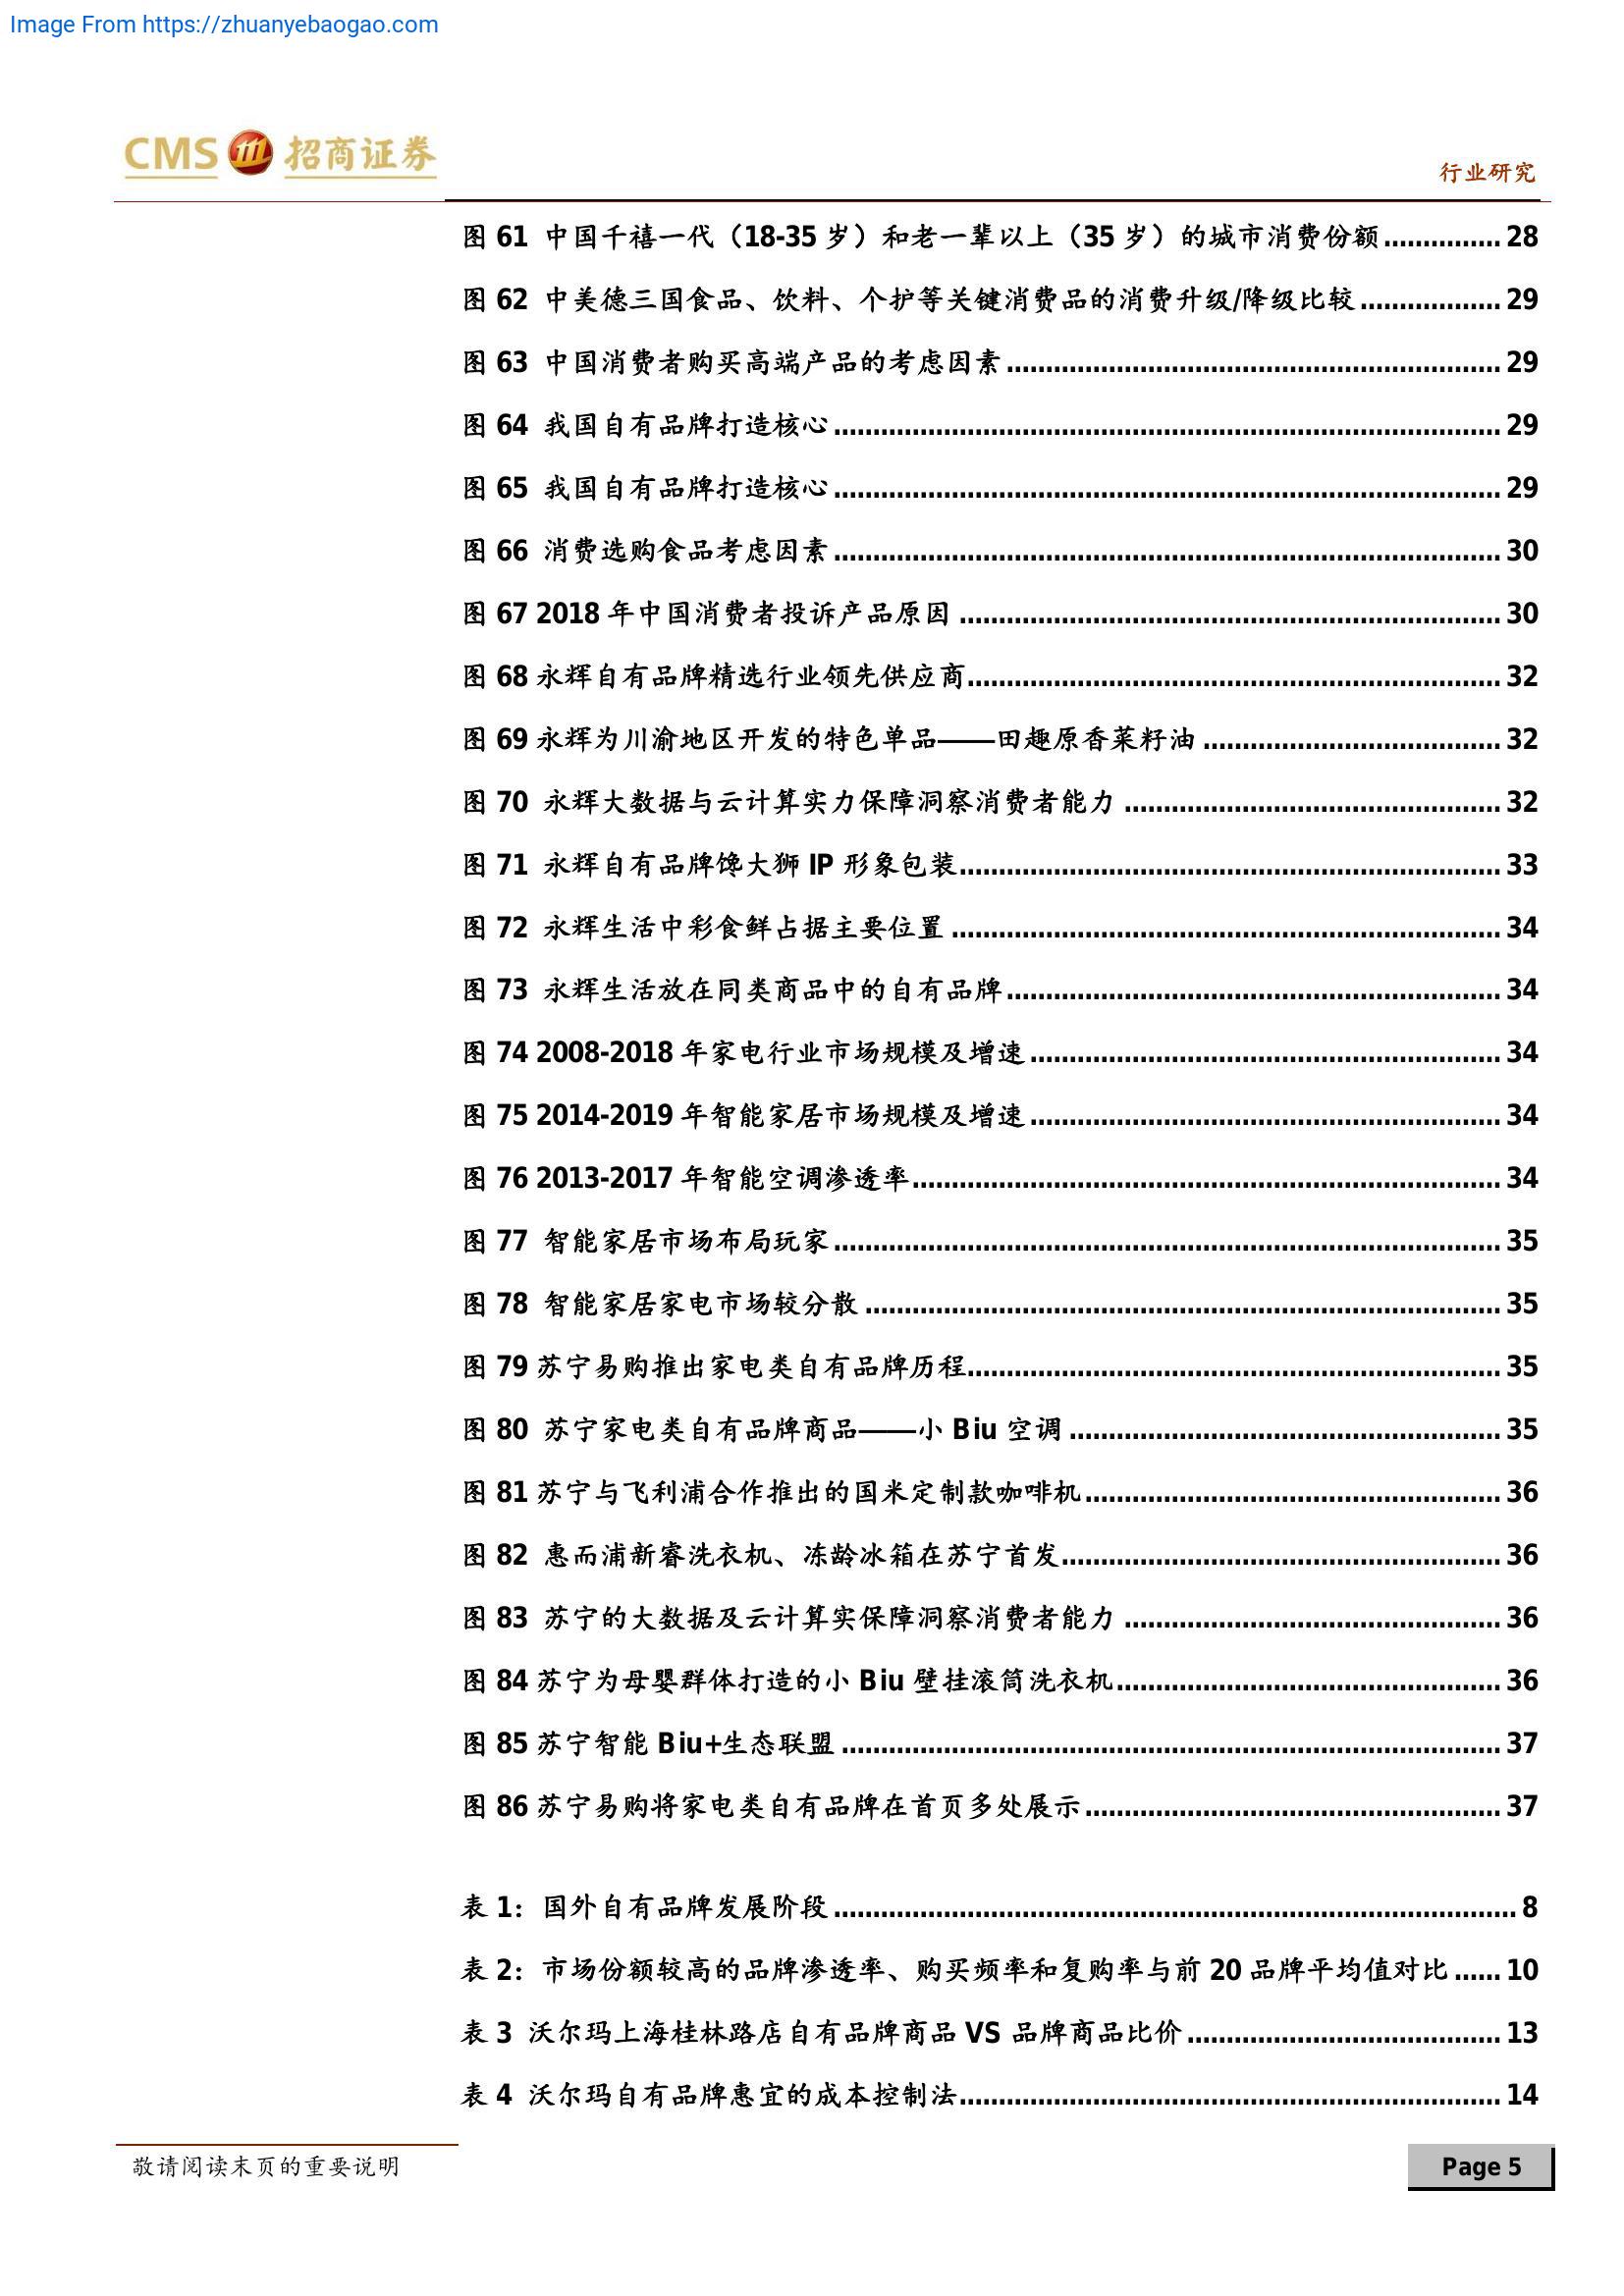 Image From https://zhuanyebaogao.com
CMS 招商证券
行业研究
图 61 中国千禧一代（18-35 岁）和老一辈以上（35 岁）的城市消费份额............... 28
图 62 中美德三国食品、饮料、个护等关键消费品的消费升级/降级比较.................. 29
图 63 中国消费者购买高端产品的考虑因素............................................................... 29
图 64 我国自有品牌打造核心..................................................................................... 29
图 65 我国自有品牌打造核心..................................................................................... 29
图 66 消费选购食品考虑因素..................................................................................... 30
图 67 2018 年中国消费者投诉产品原因 ..................................................................... 30
图 68 永辉自有品牌精选行业领先供应商.................................................................... 32
图 69 永辉为川渝地区开发的特色单品——田趣原香菜籽油 ...................................... 32
图 70 永辉大数据与云计算实力保障洞察消费者能力 ................................................ 32
图 71 永辉自有品牌馋大狮 IP 形象包装..................................................................... 33
图 72 永辉生活中彩食鲜占据主要位置 ...................................................................... 34
图 73 永辉生活放在同类商品中的自有品牌............................................................... 34
图 74 2008-2018 年家电行业市场规模及增速............................................................ 34
图 75 2014-2019 年智能家居市场规模及增速............................................................ 34
图 76 2013-2017 年智能空调渗透率........................................................................... 34
图 77 智能家居市场布局玩家..................................................................................... 35
图 78 智能家居家电市场较分散 ................................................................................. 35
图 79 苏宁易购推出家电类自有品牌历程.................................................................... 35
图 80 苏宁家电类自有品牌商品——小 Biu 空调 ....................................................... 35
图 81 苏宁与飞利浦合作推出的国米定制款咖啡机..................................................... 36
图 82 惠而浦新睿洗衣机、冻龄冰箱在苏宁首发........................................................ 36
图 83 苏宁的大数据及云计算实保障洞察消费者能力 ................................................ 36
图 84 苏宁为母婴群体打造的小 Biu 壁挂滚筒洗衣机................................................. 36
图 85 苏宁智能 Biu+生态联盟 .................................................................................... 37
图 86 苏宁易购将家电类自有品牌在首页多处展示..................................................... 37
表 1：国外自有品牌发展阶段....................................................................................... 8
表 2：市场份额较高的品牌渗透率、购买频率和复购率与前 20 品牌平均值对比...... 10
表 3 沃尔玛上海桂林路店自有品牌商品 VS 品牌商品比价........................................ 13
表 4 沃尔玛自有品牌惠宜的成本控制法..................................................................... 14
敬请阅读末页的重要说明
Page 5